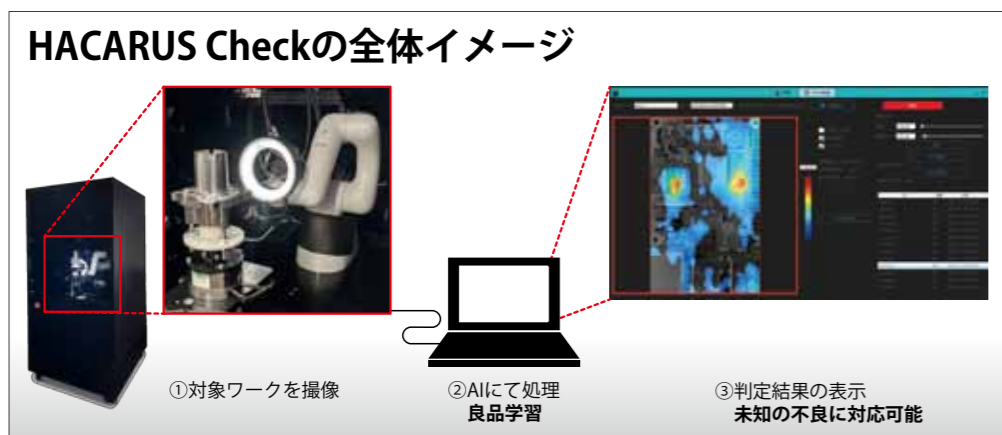 HACARUS Checkの全体イメージ
①対象ワークを撮像
②AIにて処理
良品学習
③判定結果の表示
未知の不良に対応可能